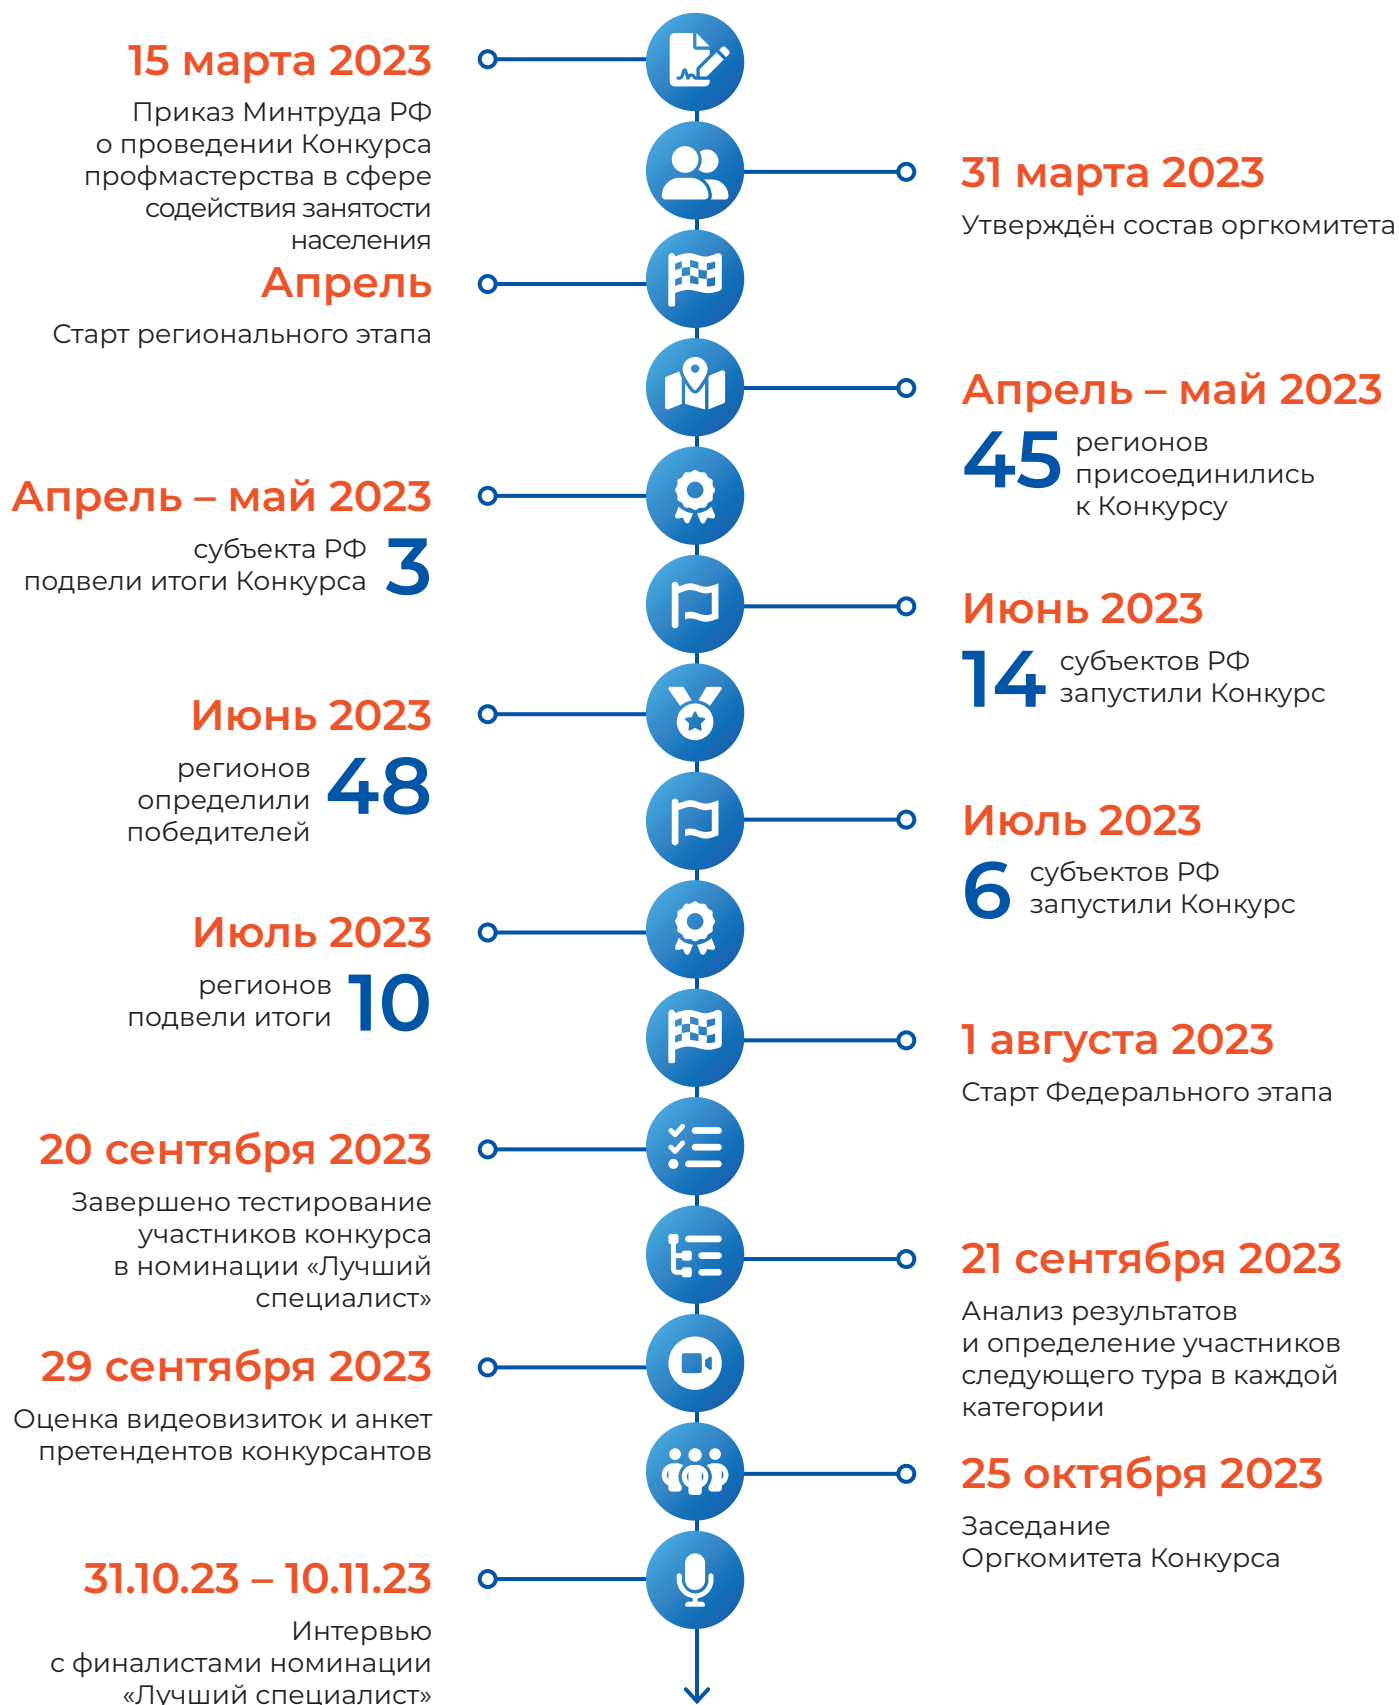 15 марта 2023
Приказ Минтруда РФ
о проведении Конкурса
профмастерства в сфере
содействия занятости
населения
31 марта 2023
Утверждён состав оргкомитета
Апрель
Старт регионального этапа
Апрель – май 2023
45 регионов
присоединились
к Конкурсу
Апрель – май 2023
субъекта РФ
подвели итоги Конкурса 3
Июнь 2023
14 субъектов РФ
запустили Конкурс
Июнь 2023
регионов
определили 48
победителей
Июль 2023
6 субъектов РФ
запустили Конкурс
Июль 2023
регионов
подвели итоги 10
1 августа 2023
Старт Федерального этапа
20 сентября 2023
Завершено тестирование
участников конкурса
в номинации «Лучший
специалист»
21 сентября 2023
Анализ результатов
и определение участников
следующего тура в каждой
категории
29 сентября 2023
Оценка видеовизиток и анкет
претендентов конкурсантов
25 октября 2023
Заседание
Оргкомитета Конкурса
31.10.23 – 10.11.23
Интервью
с финалистами номинации
«Лучший специалист»